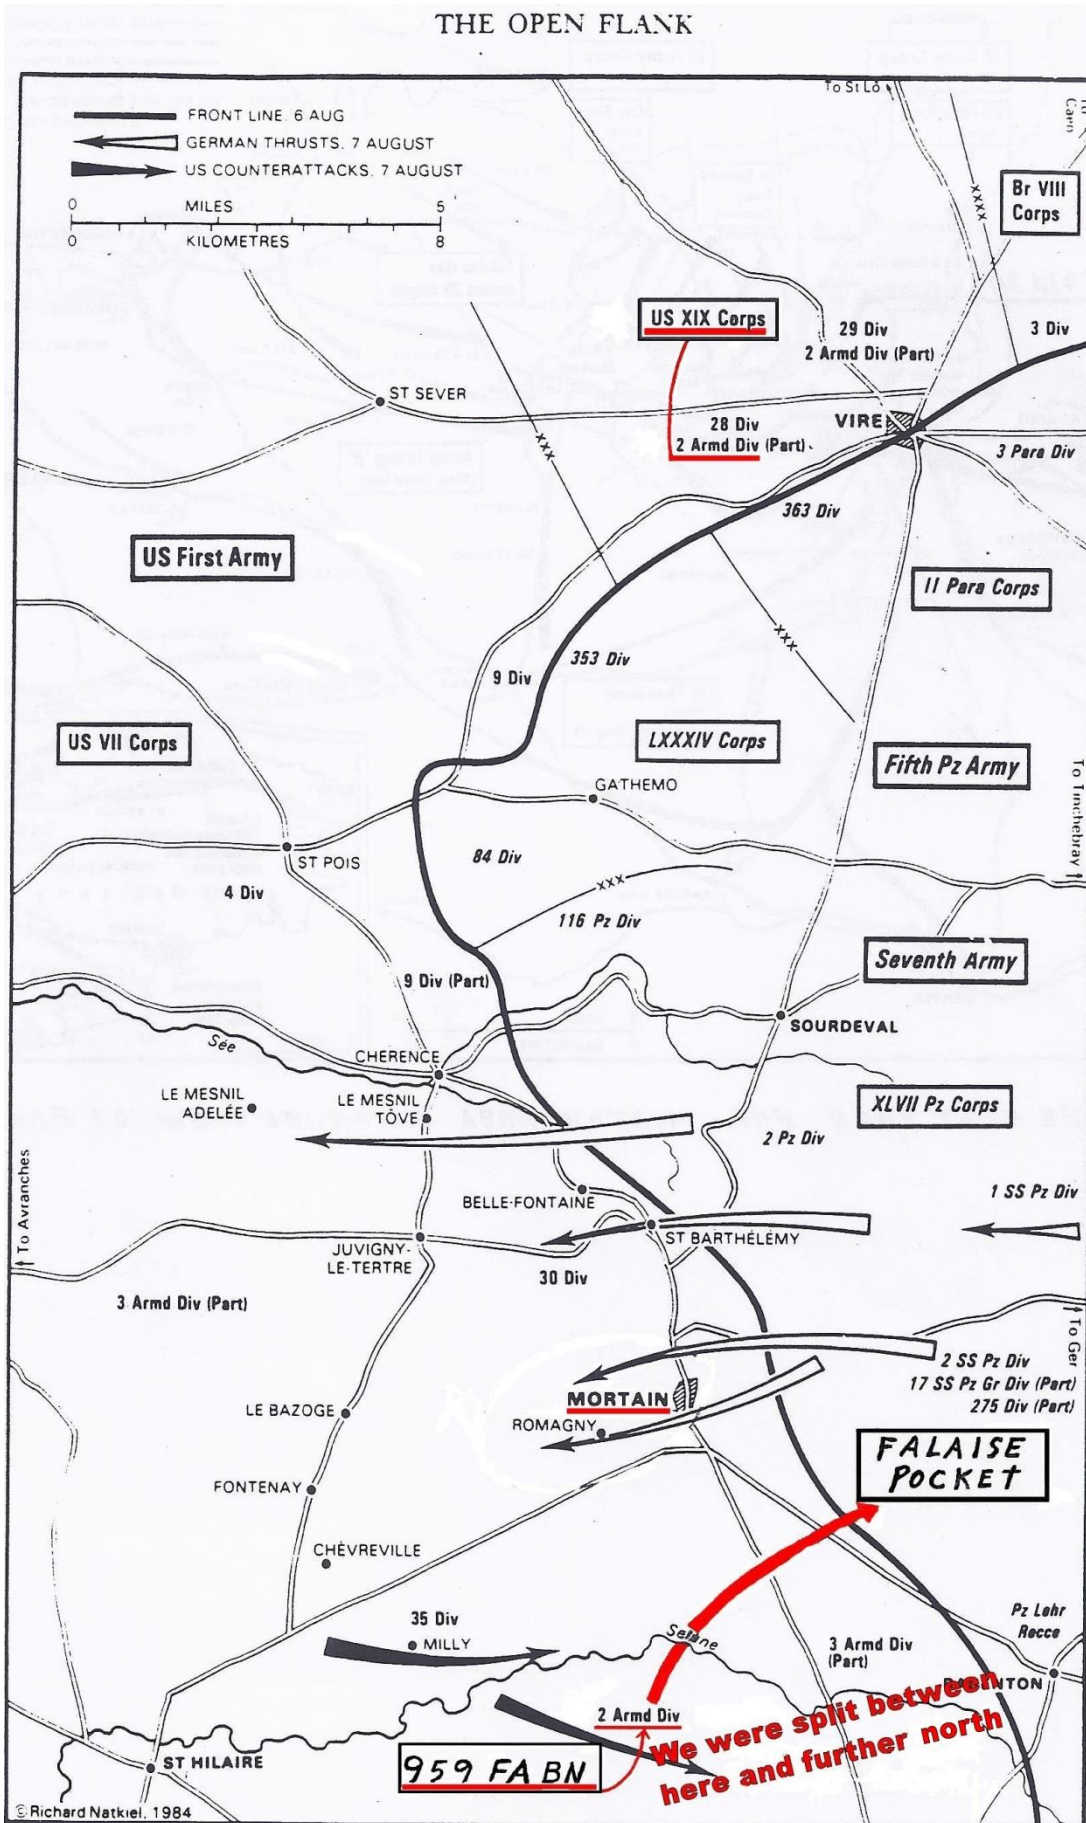 THE OPEN FLANK
FRONT LINE, 6 AUG
GERMAN THRUSTS, 7 AUGUST
US COUNTERATTACKS, 7 AUGUST
0 MILES 5
0 KILOMETRES 8
To St Lô
To Caen
Br VIII
Corps
xxxx
US XIX Corps
29 Div
2 Armd Div (Part)
3 Div
ST SEVER
28 Div
2 Armd Div (Part)
VIRE
3 Para Div
xxx
363 Div
US First Army
II Para Corps
xxx
353 Div
9 Div
US VII Corps
LXXXIV Corps
Fifth Pz Army
To Tinchebray
GATHEMO
ST POIS
84 Div
4 Div
xxx
116 Pz Div
9 Div (Part)
Seventh Army
SOURDEVAL
Sée
CHERENCE
LE MESNIL
ADELÉE
LE MESNIL
TÔVE
XLVII Pz Corps
2 Pz Div
To Avranches
BELLE-FONTAINE
1 SS Pz Div
ST BARTHÉLÉMY
JUVIGNY-
LE-TERTRE
30 Div
3 Armd Div (Part)
To Ger
2 SS Pz Div
17 SS Pz Gr Div (Part)
275 Div (Part)
MORTAIN
LE BAZOGE
ROMAGNY
FALAISE
POCKET
FONTENAY
CHÈVREVILLE
35 Div
MILLY
Pz Lehr
Recce
3 Armd Div
(Part)
2 Armd Div
We were split between
here and further north
ST HILAIRE
959 FA BN
© Richard Natkiel, 1984